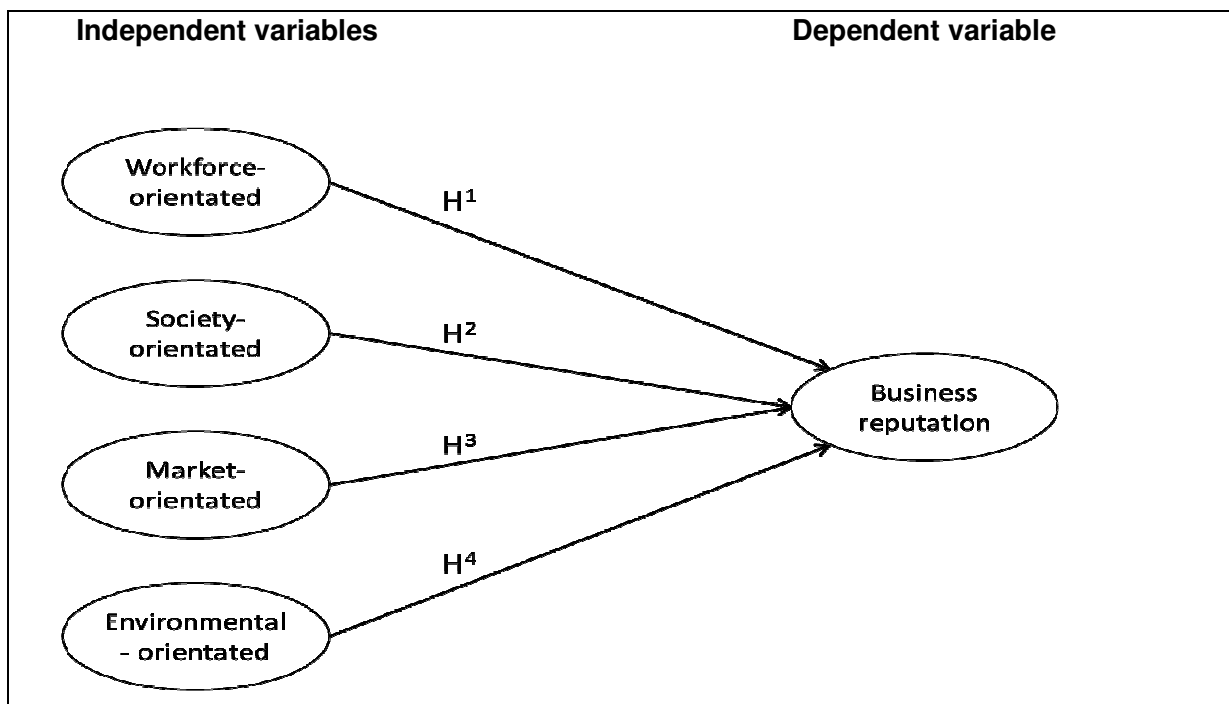 Independent variables
Dependent variable
Workforce-
orientated
H¹
Society-
orientated
H²
Business
reputation
Market-
orientated
H³
Environmental
- orientated
H⁴